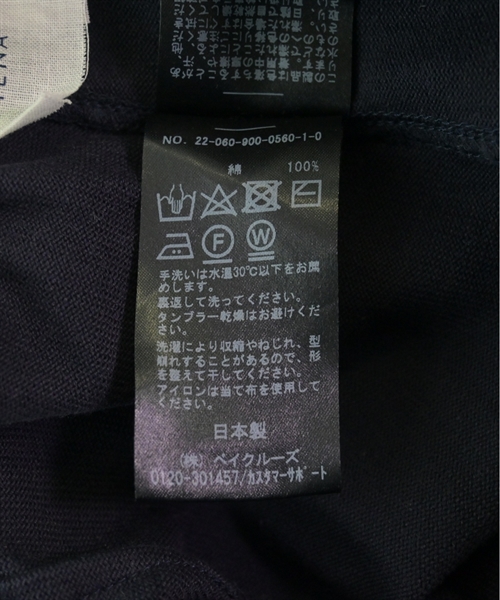 ENA
NO. 22-060-900-0560-1-0
綿 100%
F
W
手洗いは水温30℃以下をお薦
めします。
裏返して洗ってください。
タンブラー乾燥はお避けくだ
さい。
洗濯により収縮やねじれ、型
崩れすることがあるので、形
を整えて干してください。
アイロンは当て布を使用して
ください。
日本製
(株) ベイクルーズ
0120-301457/カスタマーサポート